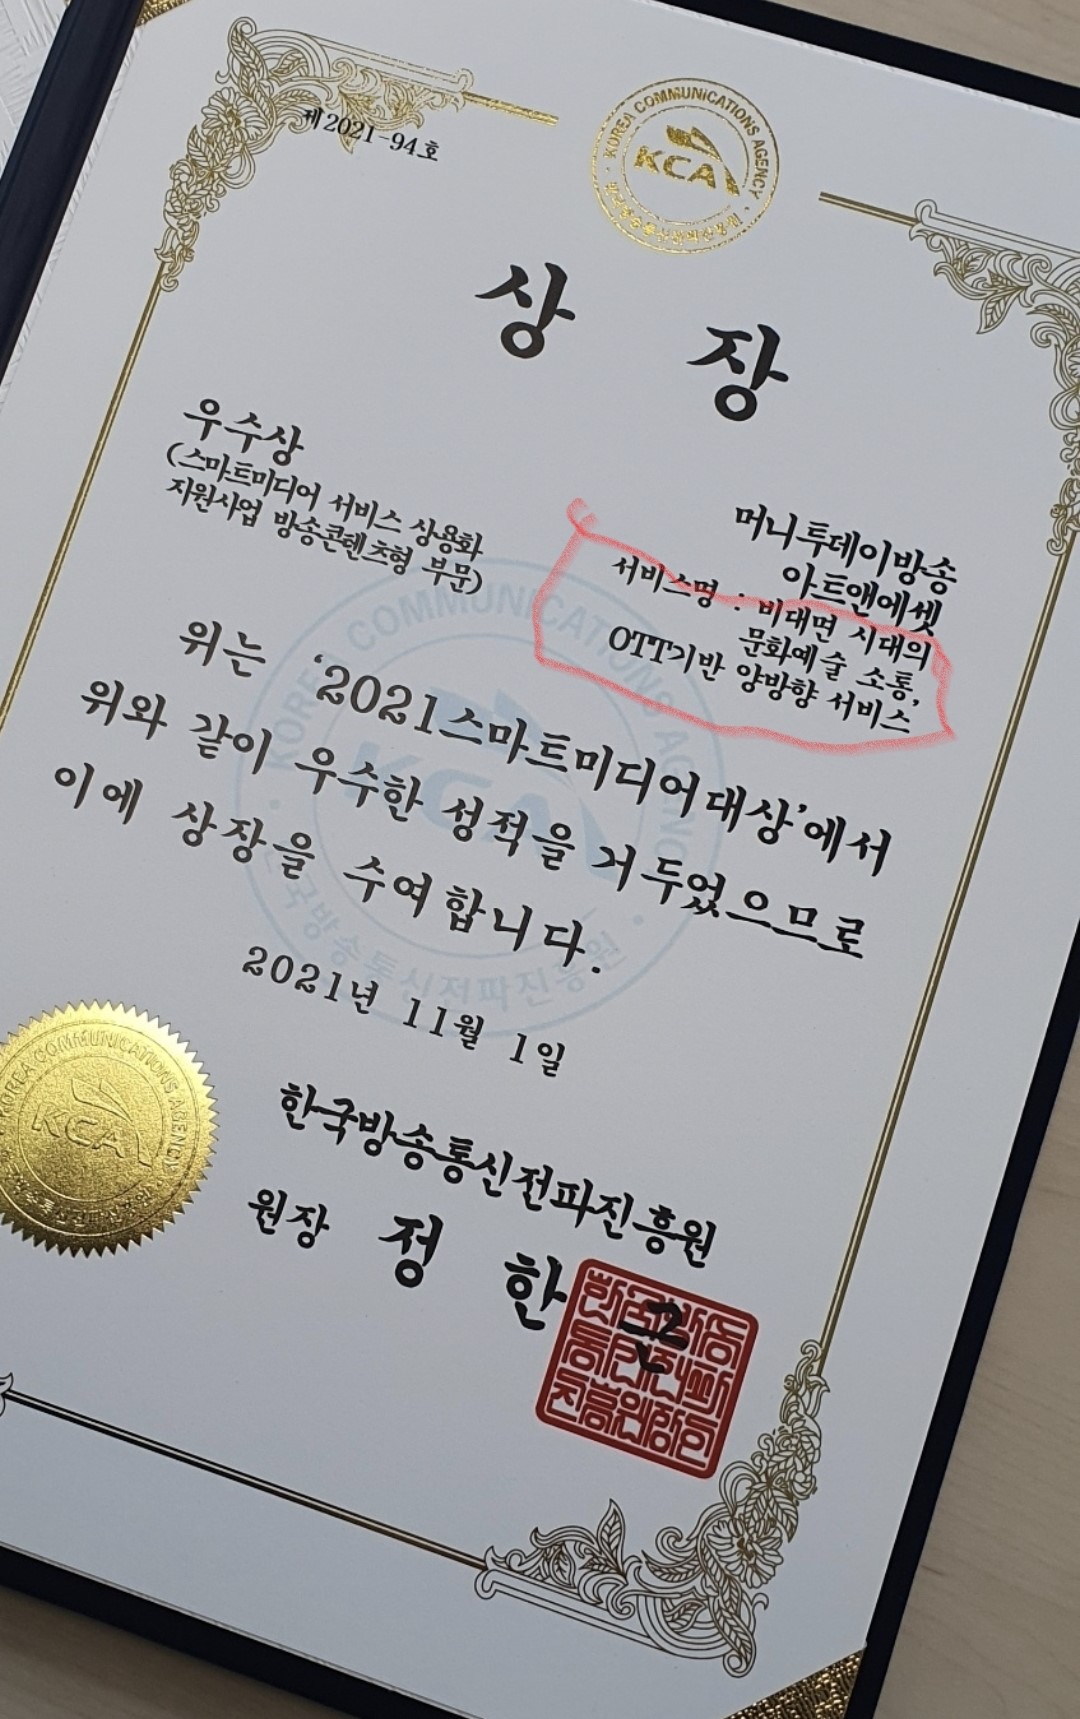 제2021-94호
KOREA COMMUNICATIONS AGENCY
KCA
한국방송통신전파진흥원
상 장
우수상
(스마트미디어 서비스 상용화
지원사업 방송콘텐츠형 부문)
머니투데이방송
아트앤에셋
서비스명 : 비대면 시대의
문화예술 소통,
OTT기반 양방향 서비스
위는 '2021스마트미디어대상'에서
위와 같이 우수한 성적을 거두었으므로
이에 상장을 수여합니다.
KOREA COMMUNICATIONS AGENCY
KCA
한국방송통신전파진흥원
2021년 11월 1일
KOREA COMMUNICATIONS AGENCY
KCA
한국방송통신전파진흥원
원장 정 한 근